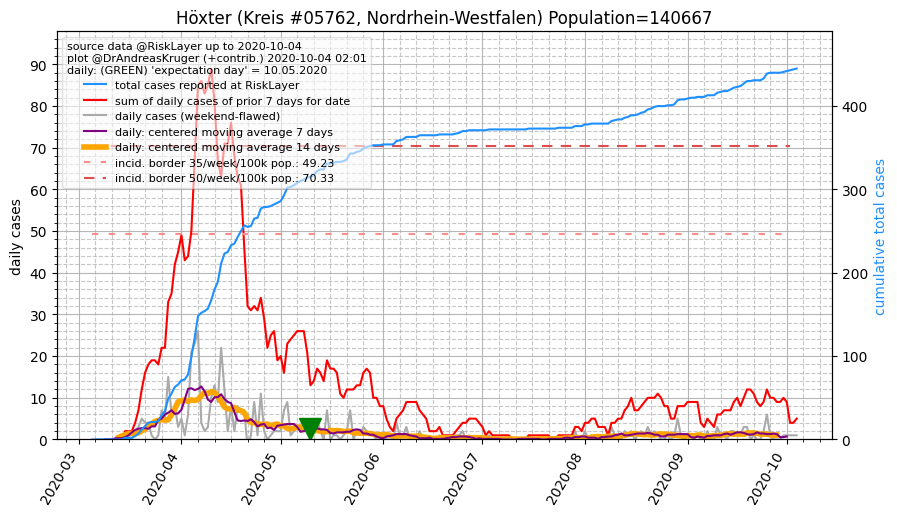 Höxter (Kreis #05762, Nordrhein-Westfalen) Population=140667
source data @RiskLayer up to 2020-10-04
plot @DrAndreasKruger (+contrib.) 2020-10-04 02:01
daily: (GREEN) 'expectation day' = 10.05.2020
total cases reported at RiskLayer
sum of daily cases of prior 7 days for date
daily cases (weekend-flawed)
daily: centered moving average 7 days
daily: centered moving average 14 days
incid. border 35/week/100k pop.: 49.23
incid. border 50/week/100k pop.: 70.33
daily cases
90
80
70
60
50
40
30
20
10
0
cumulative total cases
400
300
200
100
0
2020-03
2020-04
2020-05
2020-06
2020-07
2020-08
2020-09
2020-10